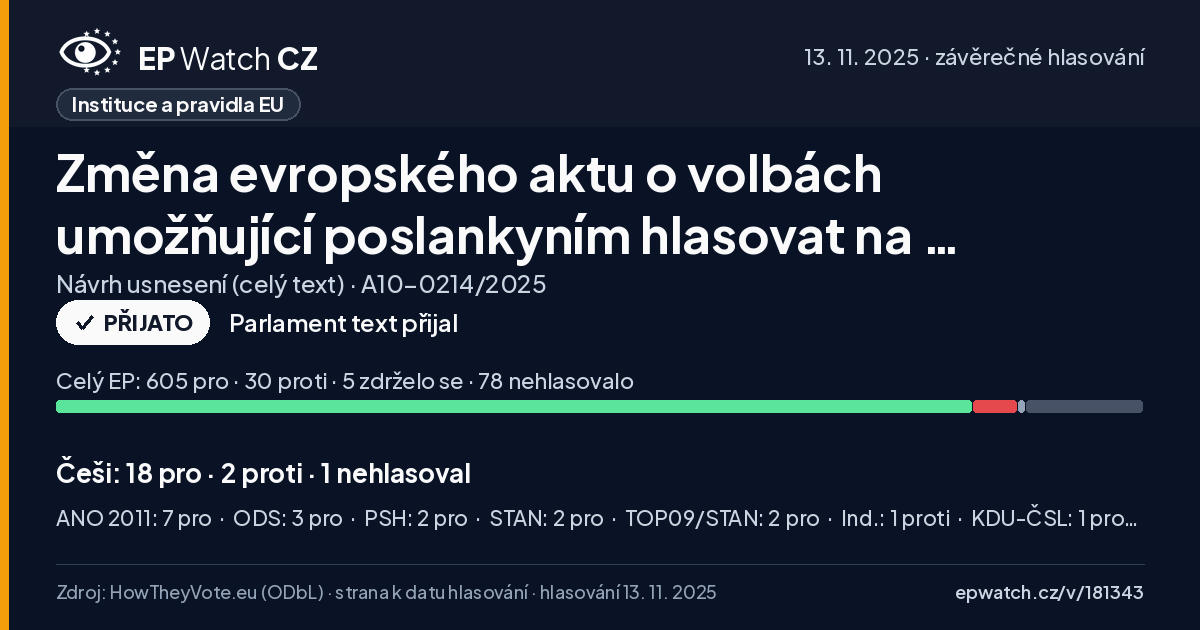 EP Watch CZ
13. 11. 2025 · závěrečné hlasování
Instituce a pravidla EU
Změna evropského aktu o volbách
umožňující poslankyním hlasovat na …
Návrh usnesení (celý text) · A10-0214/2025
✓ PŘIJATO Parlament text přijal
Celý EP: 605 pro · 30 proti · 5 zdrželo se · 78 nehlasovalo
Češi: 18 pro · 2 proti · 1 nehlasoval
ANO 2011: 7 pro · ODS: 3 pro · PSH: 2 pro · STAN: 2 pro · TOP09/STAN: 2 pro · Ind.: 1 proti · KDU-ČSL: 1 pro…
Zdroj: HowTheyVote.eu (ODbL) · strana k datu hlasování · hlasování 13. 11. 2025
epwatch.cz/v/181343